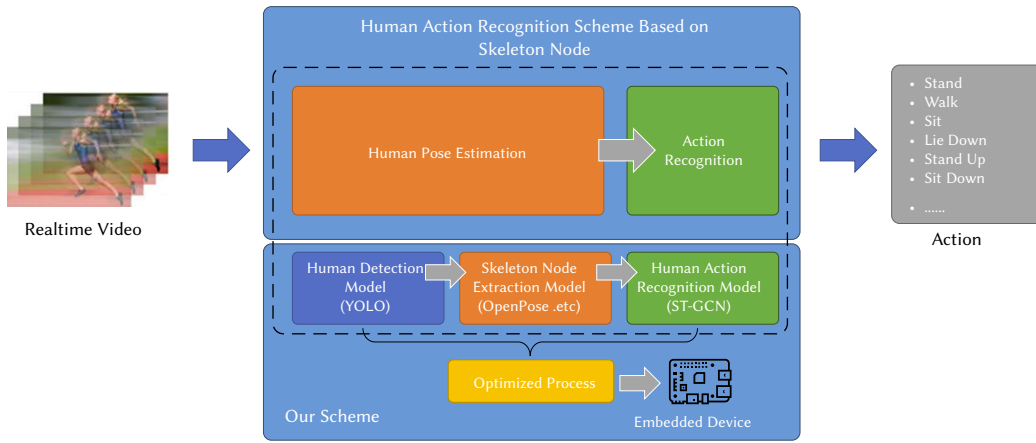 Human Action Recognition Scheme Based on
Skeleton Node
Human Pose Estimation
Action
Recognition
Realtime Video
• Stand
• Walk
• Sit
• Lie Down
• Stand Up
• Sit Down
• ......
Action
Human Detection
Model
(YOLO)
Skeleton Node
Extraction Model
(OpenPose .etc)
Human Action
Recognition Model
(ST-GCN)
Optimized Process
Our Scheme
Embedded Device